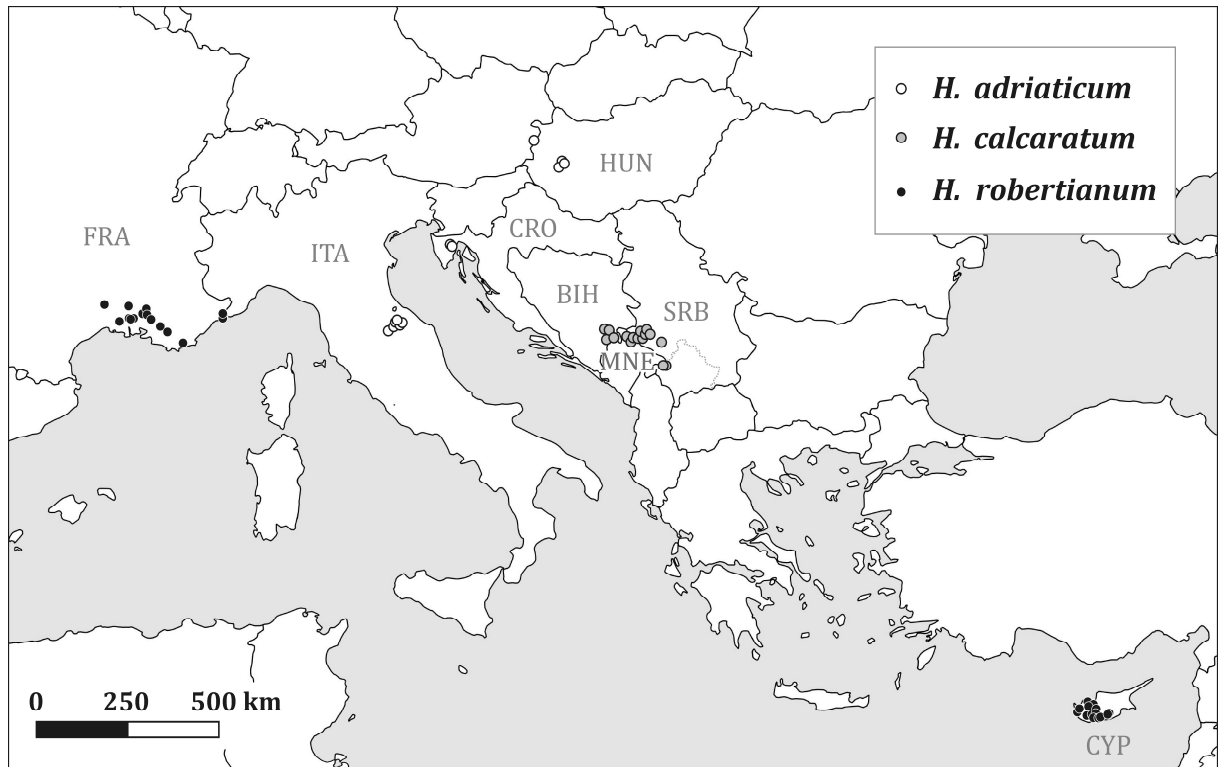 H. adriaticum
H. calcaratum
H. robertianum
HUN
CRO
FRA
ITA
BIH
SRB
MNE
0 250 500 km
CYP